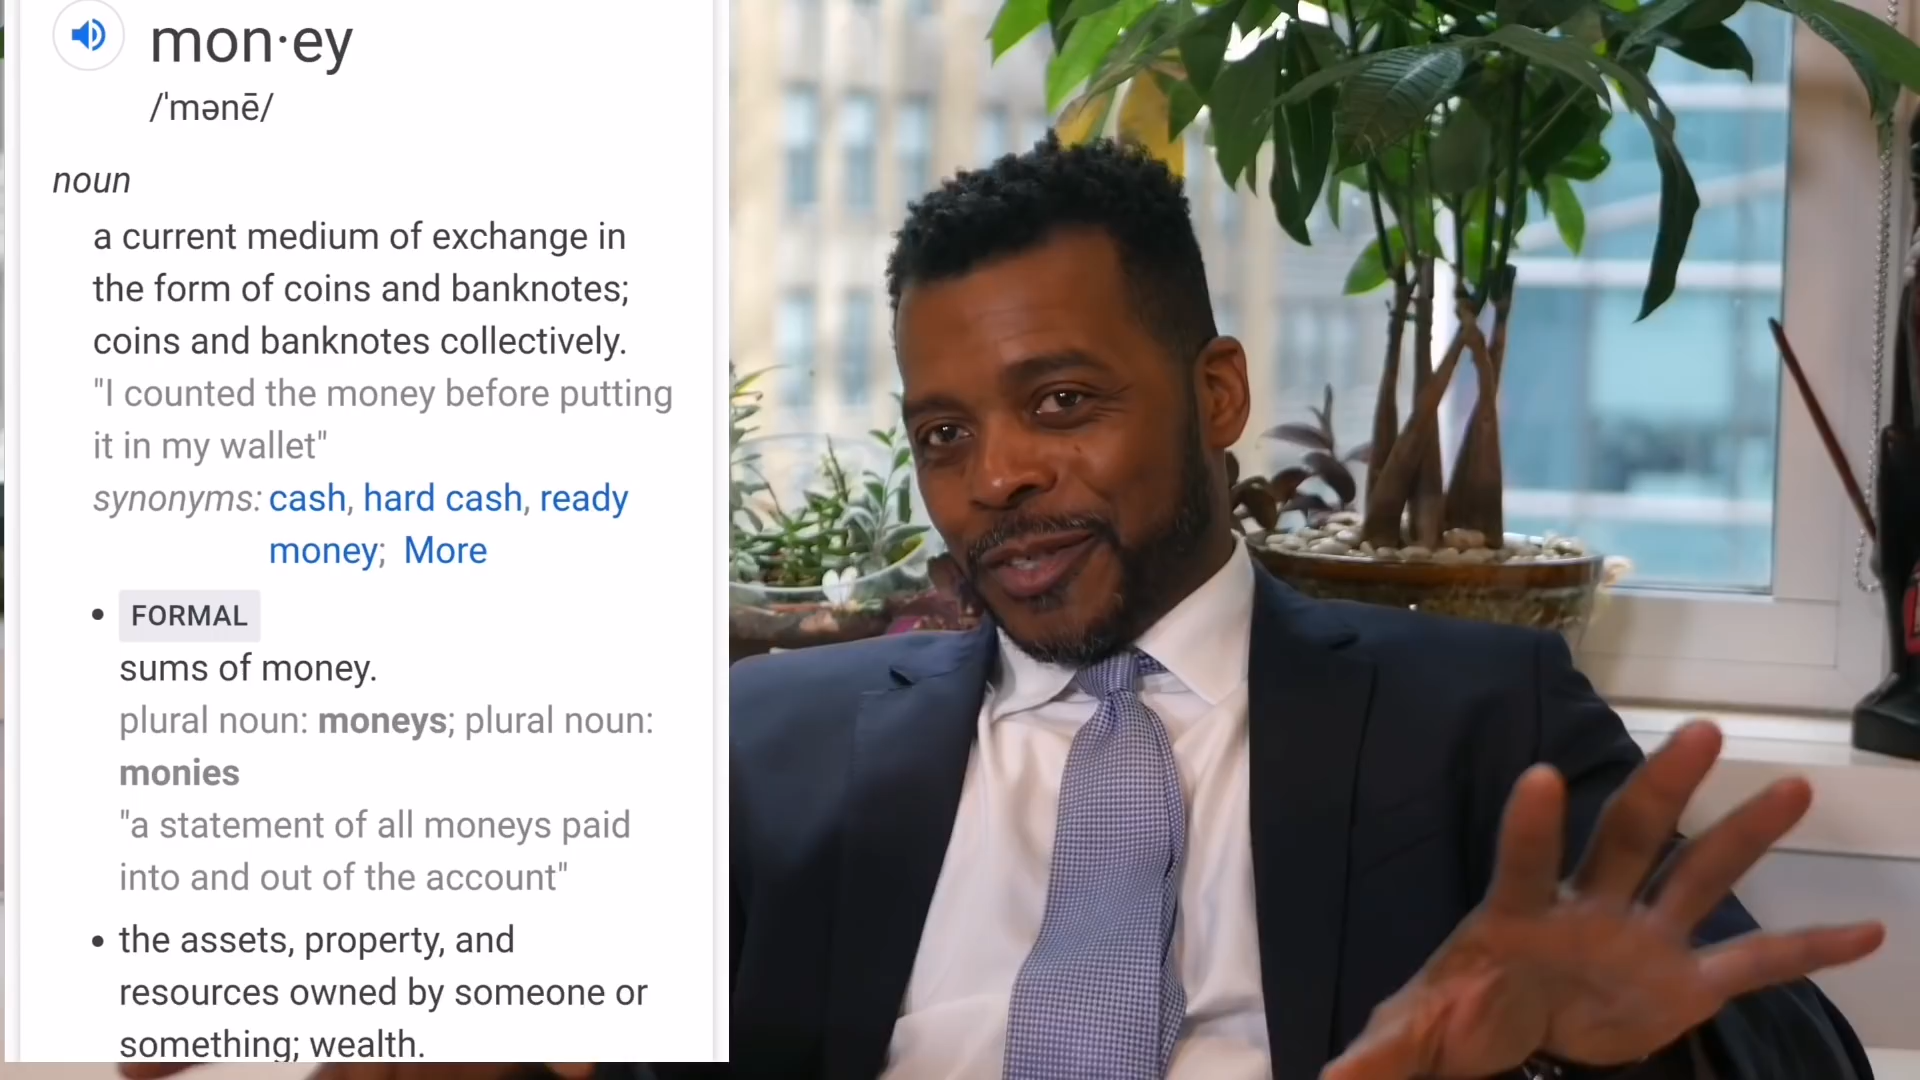 mon·ey
/ˈmənē/
noun
a current medium of exchange in
the form of coins and banknotes;
coins and banknotes collectively.
"I counted the money before putting
it in my wallet"
synonyms: cash, hard cash, ready
money; More
• FORMAL
sums of money.
plural noun: moneys; plural noun:
monies
"a statement of all moneys paid
into and out of the account"
• the assets, property, and
resources owned by someone or
something; wealth.